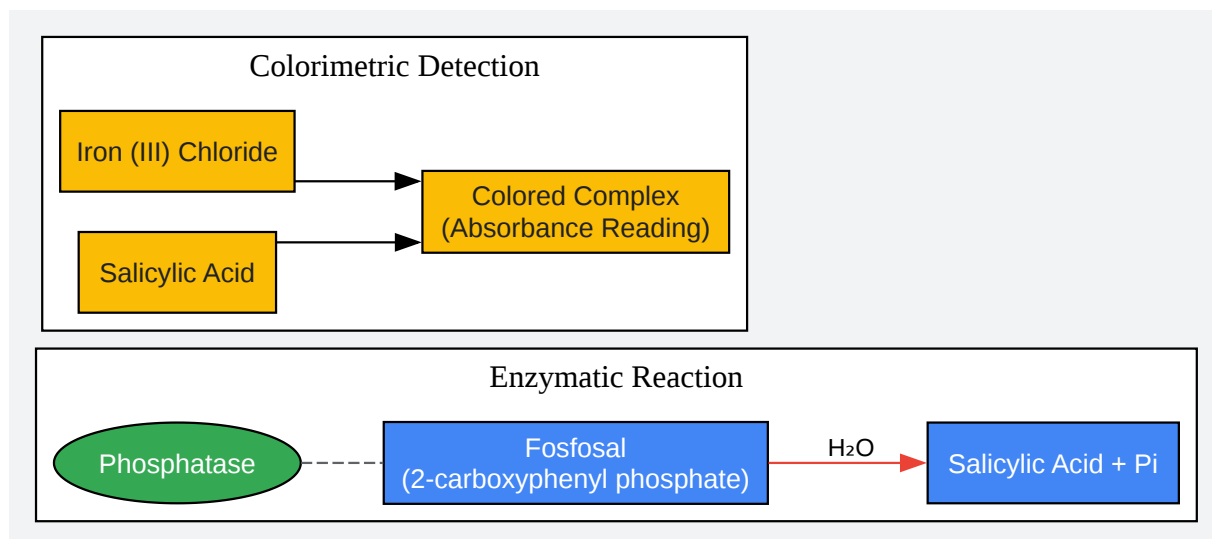 Colorimetric Detection
Iron (III) Chloride
Colored Complex
(Absorbance Reading)
Salicylic Acid
Enzymatic Reaction
Phosphatase
Fosfosal
(2-carboxyphenyl phosphate)
H₂O
Salicylic Acid + Pi